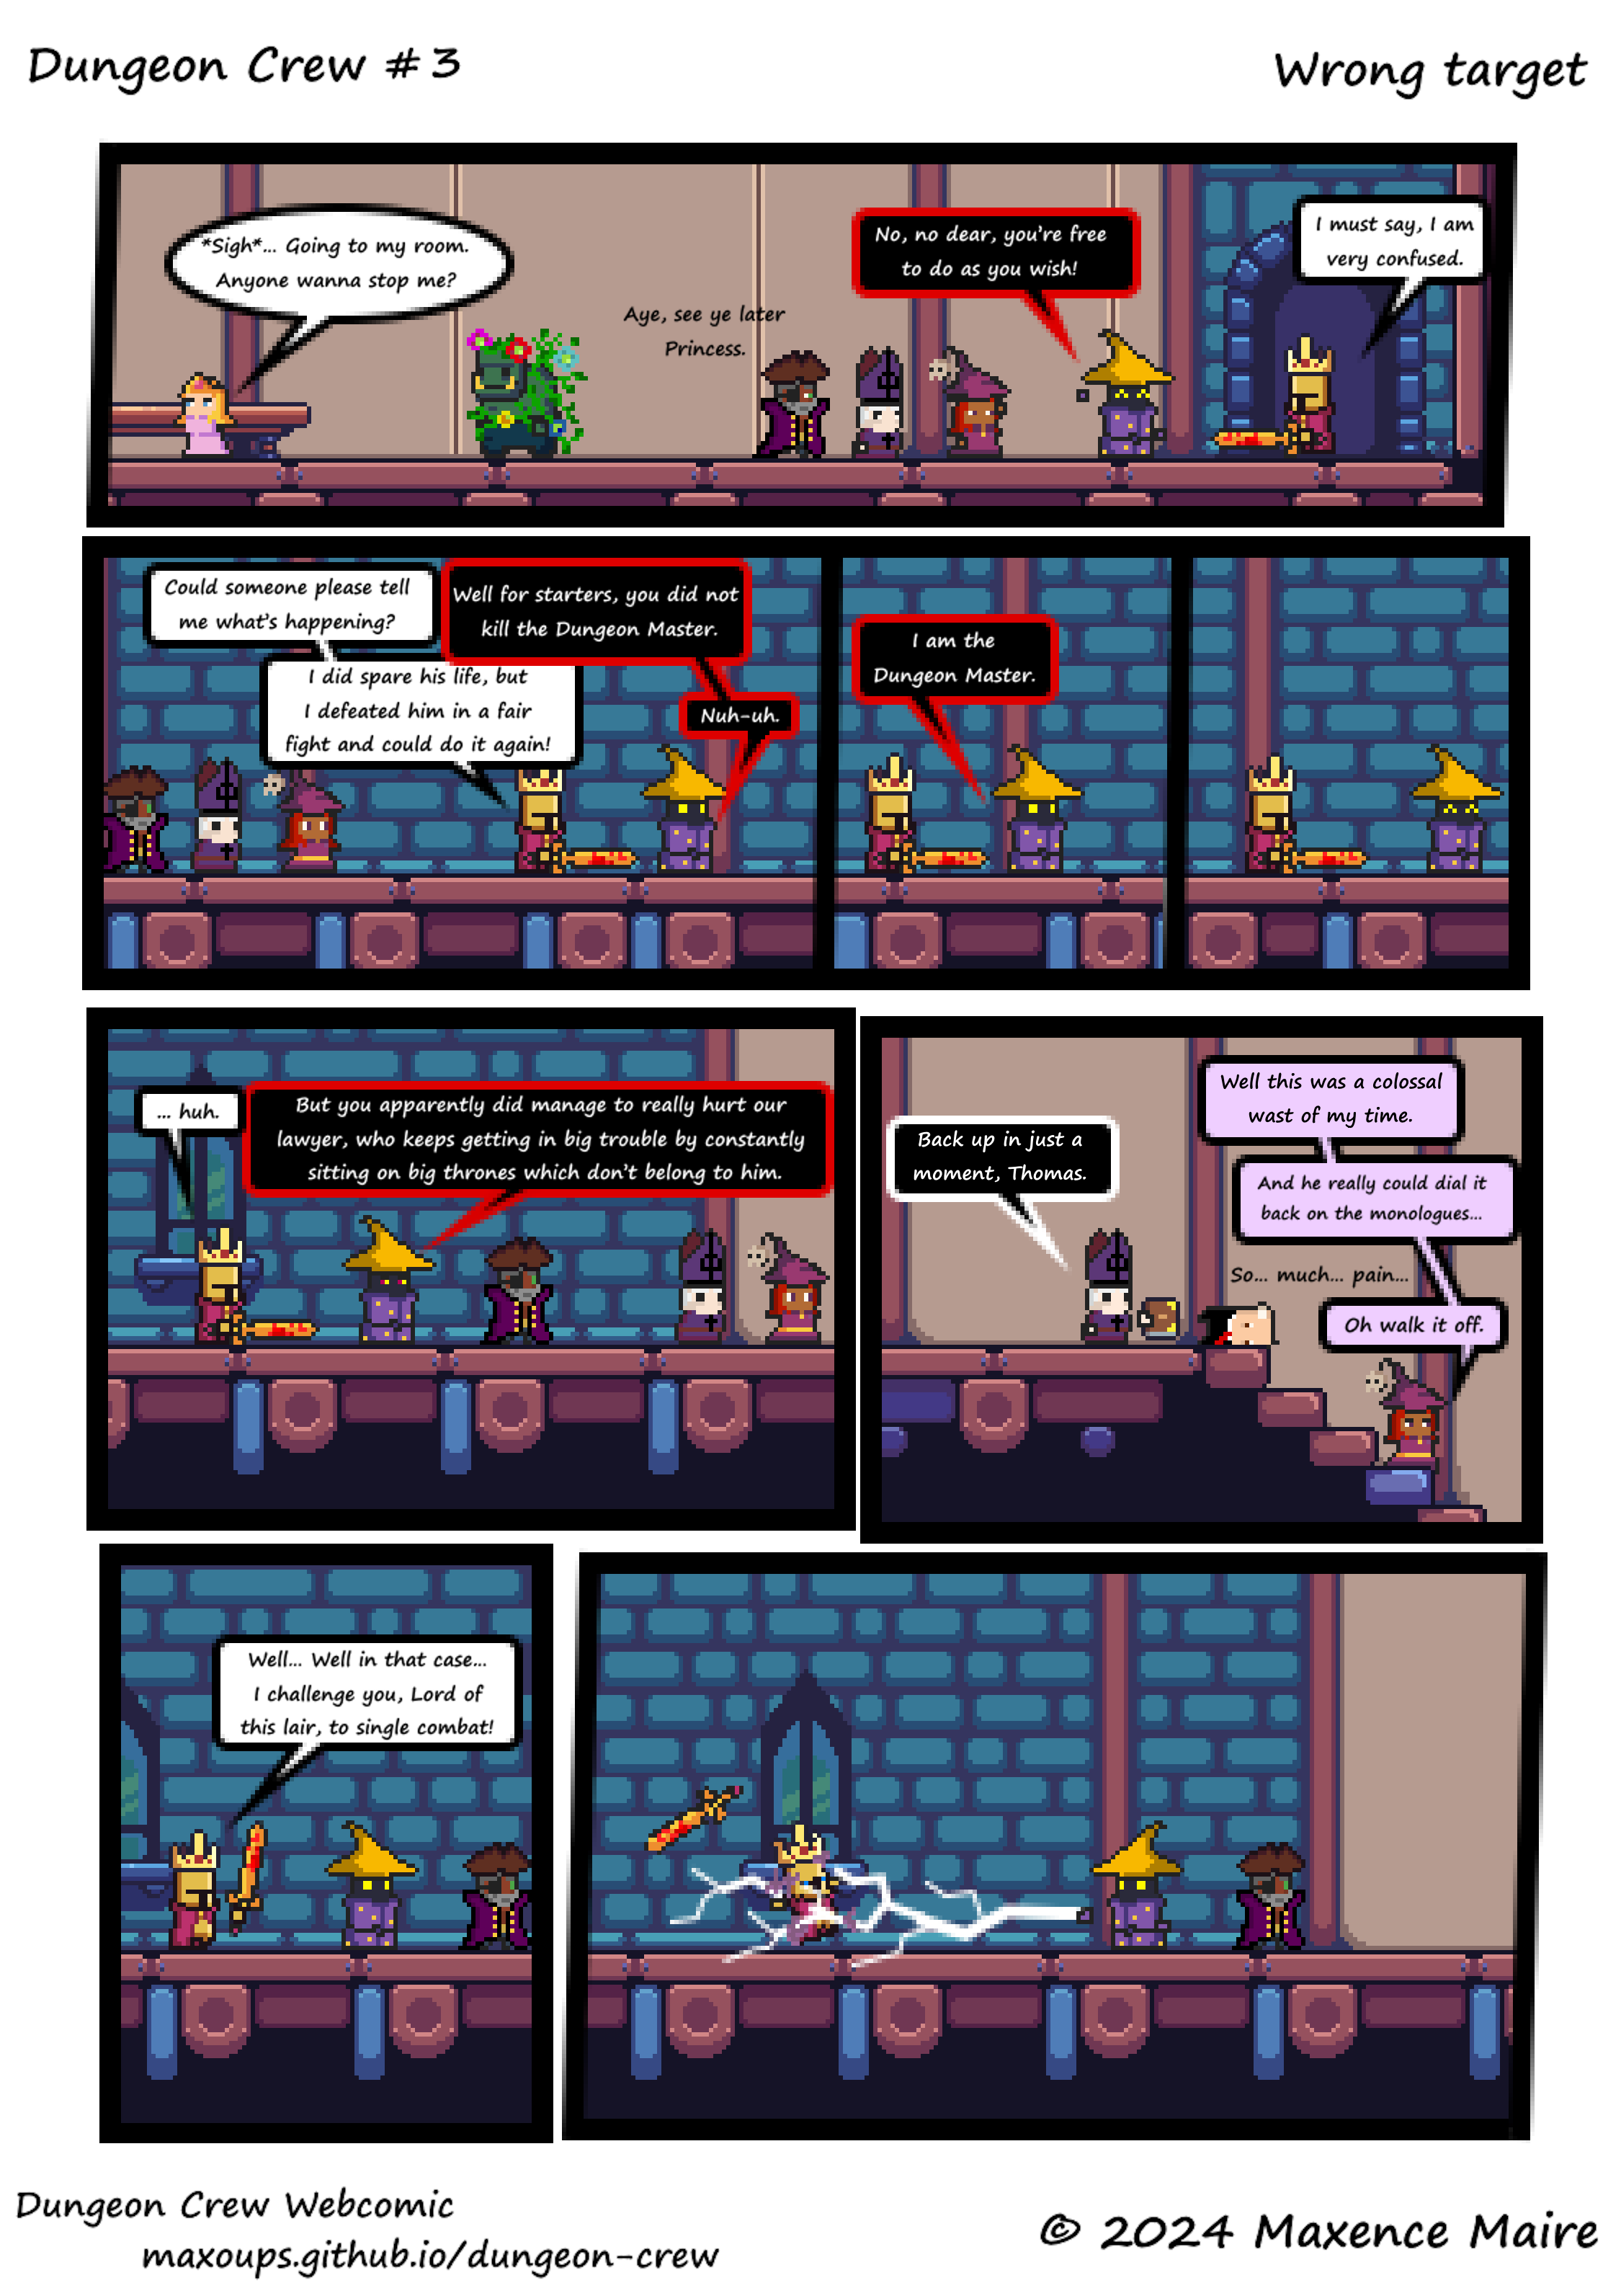 Dungeon Crew #3
Wrong target
*Sigh*... Going to my room.
Anyone wanna stop me?
Aye, see ye later
Princess.
No, no dear, you're free
to do as you wish!
I must say, I am
very confused.
Could someone please tell
me what's happening?
Well for starters, you did not
kill the Dungeon Master.
I did spare his life, but
I defeated him in a fair
fight and could do it again!
Nuh-uh.
I am the
Dungeon Master.
... huh.
But you apparently did manage to really hurt our
lawyer, who keeps getting in big trouble by constantly
sitting on big thrones which don't belong to him.
Back up in just a
moment, Thomas.
Well this was a colossal
wast of my time.
And he really could dial it
back on the monologues...
So... much... pain...
Oh walk it off.
Well... Well in that case...
I challenge you, Lord of
this lair, to single combat!
Dungeon Crew Webcomic
maxoups.github.io/dungeon-crew
© 2024 Maxence Maire